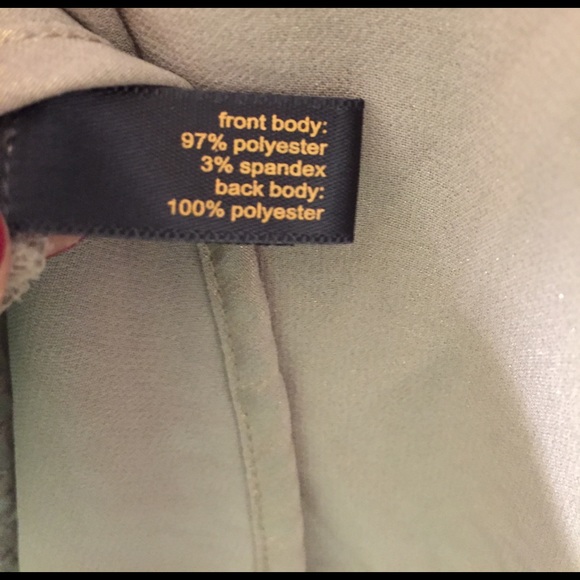 front body:
97% polyester
3% spandex
back body:
100% polyester